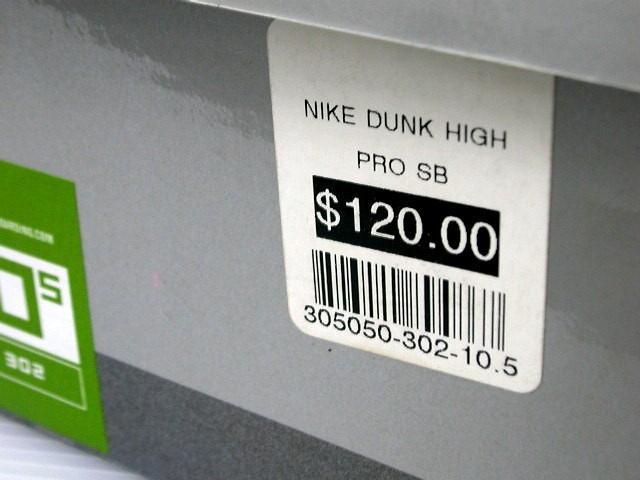 NIKE DUNK HIGH
PRO SB
$120.00
305050-302-10.5
302